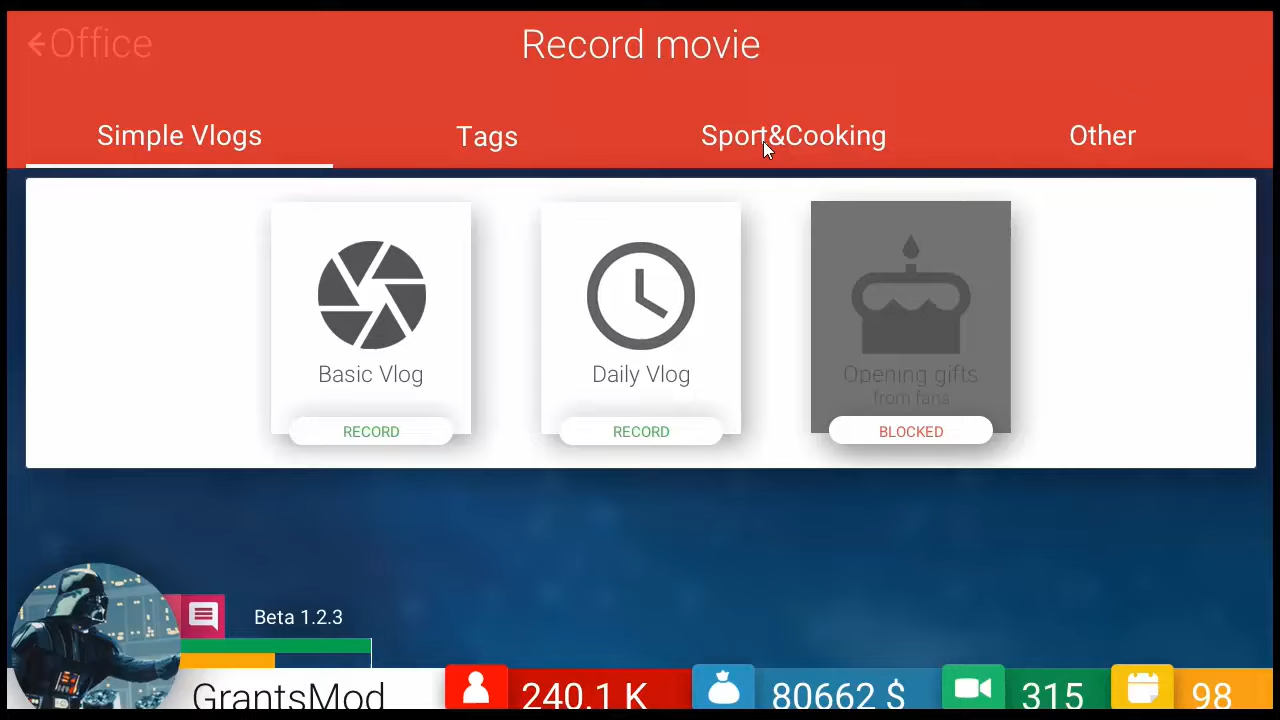 Office
Record movie
Simple Vlogs
Tags
Sport&Cooking
Other
Basic Vlog
RECORD
Daily Vlog
RECORD
Opening gifts
from fans
BLOCKED
Beta 1.2.3
GrantsMod
240.1 K
80662 $
315
98